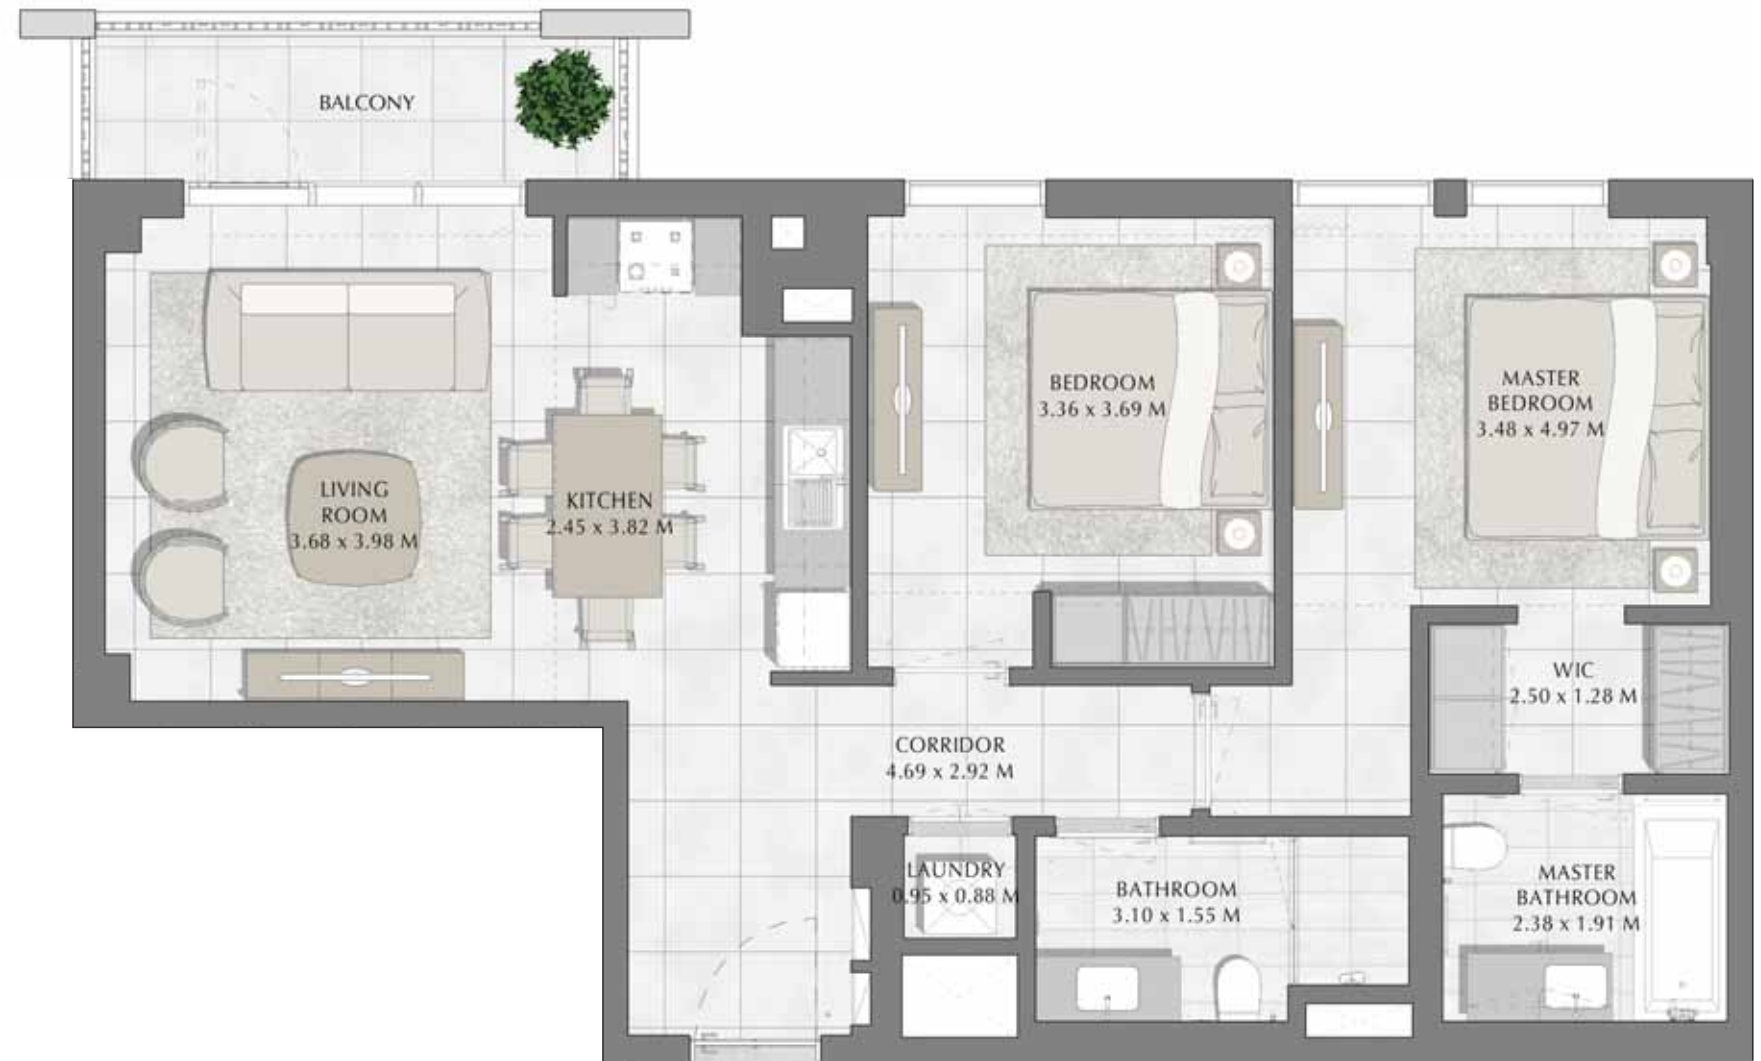 BALCONY
BEDROOM
3.36 x 3.69 M
MASTER
BEDROOM
3.48 x 4.97 M
LIVING
ROOM
3.68 x 3.98 M
KITCHEN
2.45 x 3.82 M
WIC
2.50 x 1.28 M
CORRIDOR
4.69 x 2.92 M
LAUNDRY
0.95 x 0.88 M
BATHROOM
3.10 x 1.55 M
MASTER
BATHROOM
2.38 x 1.91 M